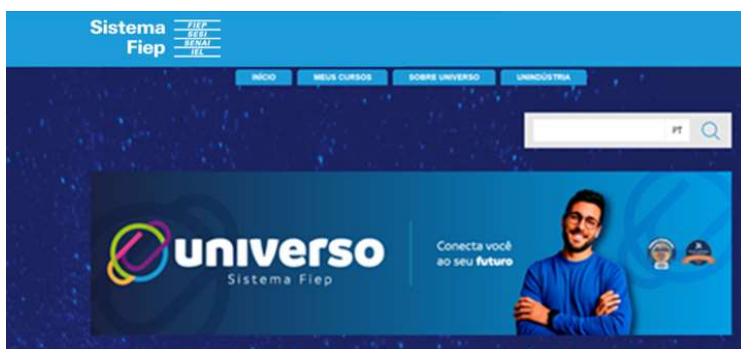 Sistema
Fiep
FIEP
SESI
SENAI
IEL
INÍCIO MEUS CURSOS SOBRE UNIVERSO UNINDÚSTRIA
PT
universo
Sistema Fiep
Conecta você
ao seu futuro